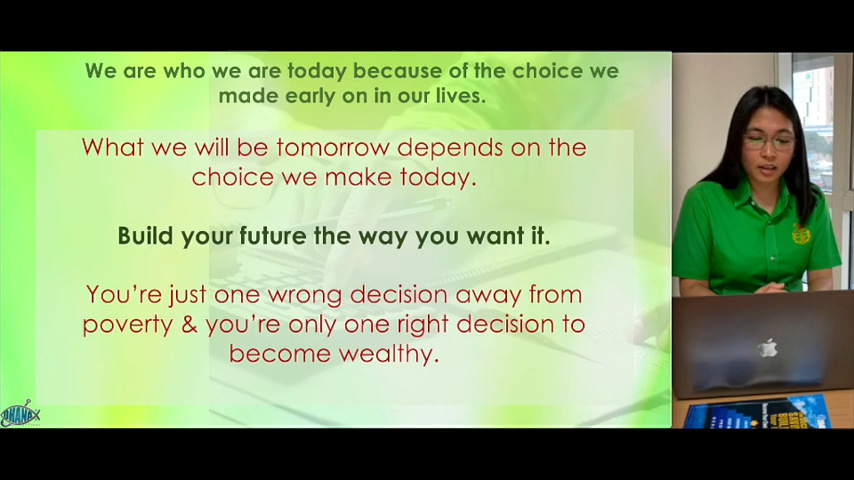 We are who we are today because of the choice we
made early on in our lives.
What we will be tomorrow depends on the
choice we make today.
Build your future the way you want it.
You’re just one wrong decision away from
poverty & you’re only one right decision to
become wealthy.